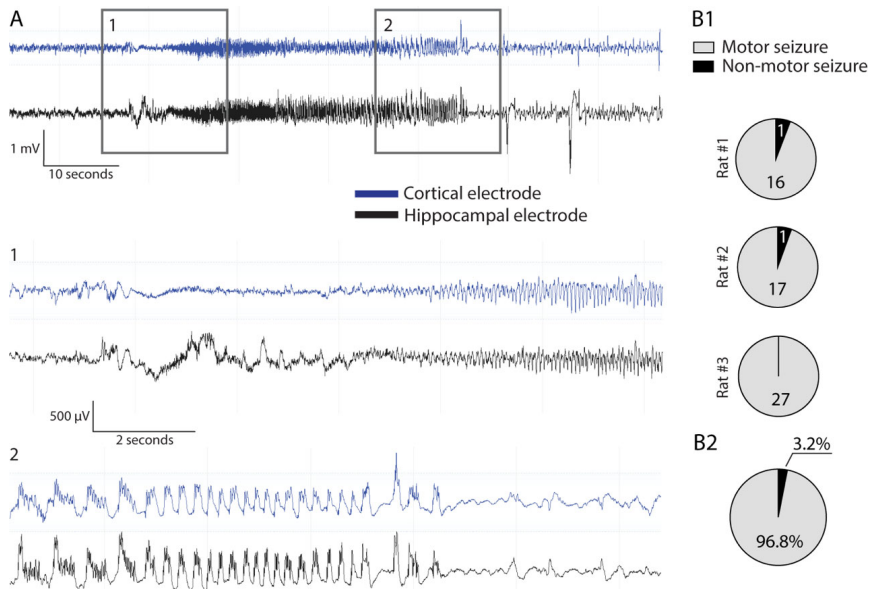 A
1
2
1 mV
10 seconds
Cortical electrode
Hippocampal electrode
1
500 µV
2 seconds
2
B1
Motor seizure
Non-motor seizure
Rat #1
1
16
Rat #2
1
17
Rat #3
27
B2
3.2%
96.8%